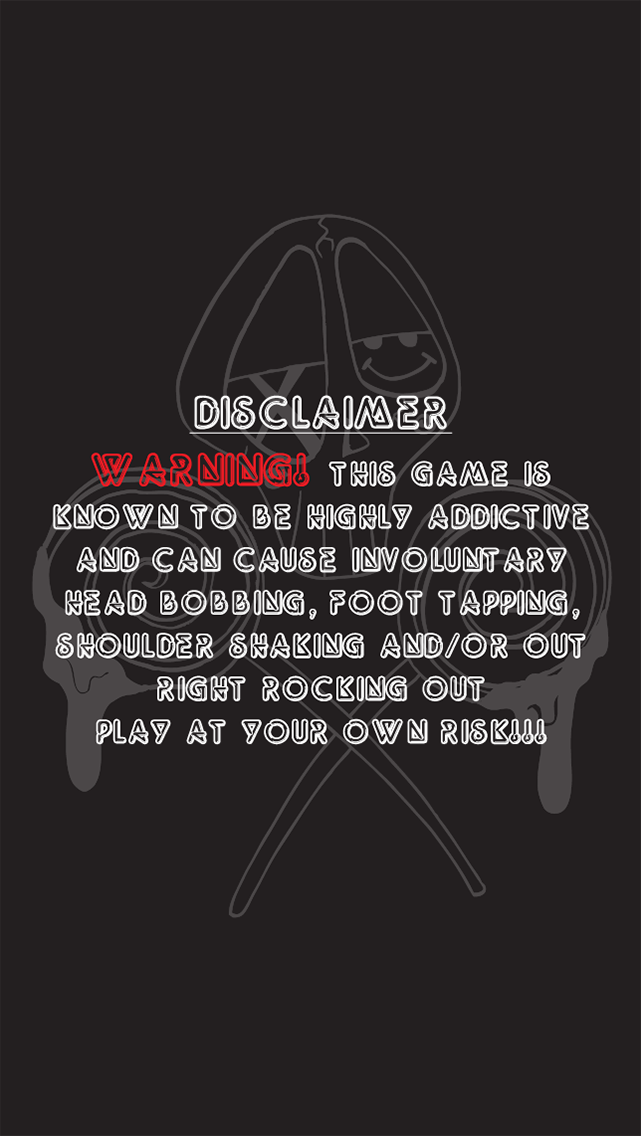 DISCLAIMER
WARNING! THIS GAME IS
KNOWN TO BE HIGHLY ADDICTIVE
AND CAN CAUSE INVOLUNTARY
HEAD BOBBING, FOOT TAPPING,
SHOULDER SHAKING AND/OR OUT
RIGHT ROCKING OUT
PLAY AT YOUR OWN RISK!!!